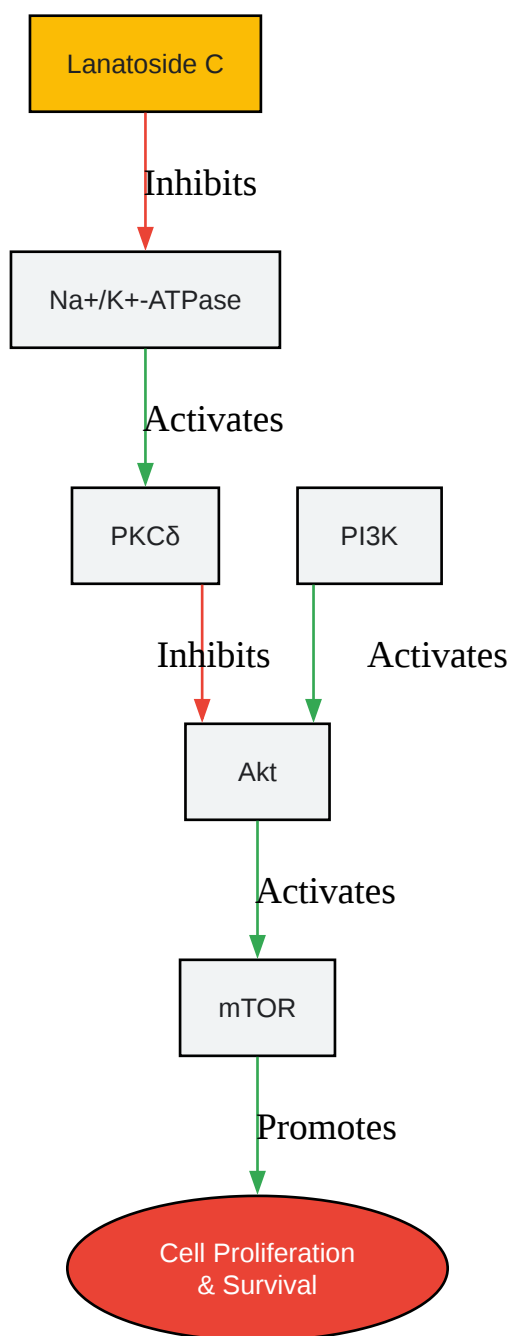 Lanatoside C
Inhibits
Na+/K+-ATPase
Activates
PKCδ
PI3K
Inhibits
Activates
Akt
Activates
mTOR
Promotes
Cell Proliferation
& Survival